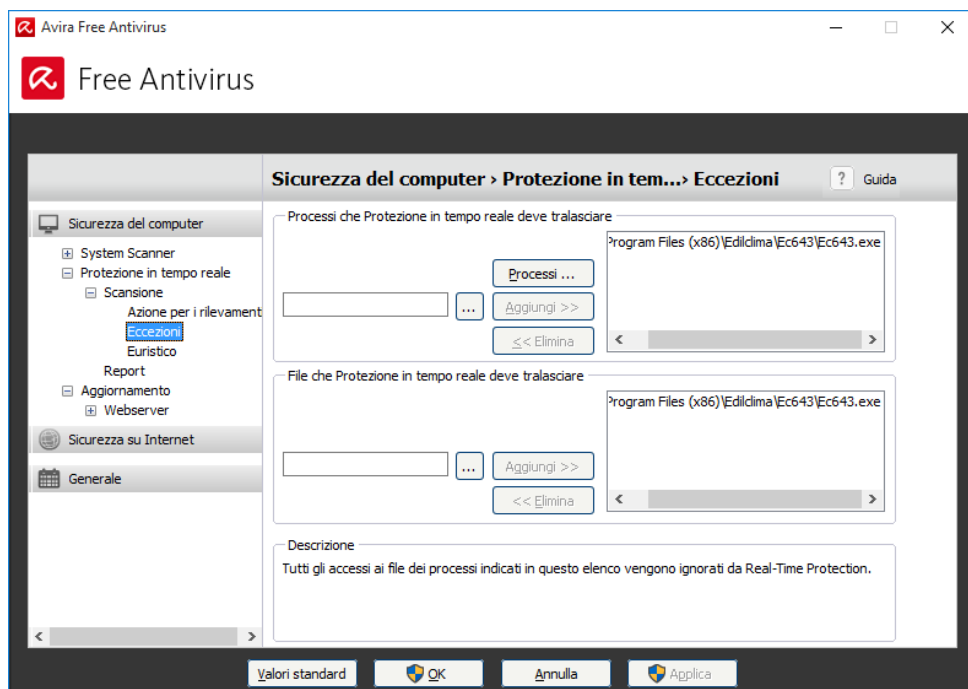 Avira Free Antivirus
Free Antivirus
Sicurezza del computer › Protezione in tem...› Eccezioni
? Guida
Sicurezza del computer
System Scanner
Protezione in tempo reale
Scansione
Azione per i rilevament
Eccezioni
Euristico
Report
Aggiornamento
Webserver
Sicurezza su Internet
Generale
Processi che Protezione in tempo reale deve tralasciare
Processi ...
...
Aggiungi >>
<< Elimina
Program Files (x86)\Edilclima\Ec643\Ec643.exe
File che Protezione in tempo reale deve tralasciare
...
Aggiungi >>
<< Elimina
Program Files (x86)\Edilclima\Ec643\Ec643.exe
Descrizione
Tutti gli accessi ai file dei processi indicati in questo elenco vengono ignorati da Real-Time Protection.
Valori standard
OK
Annulla
Applica